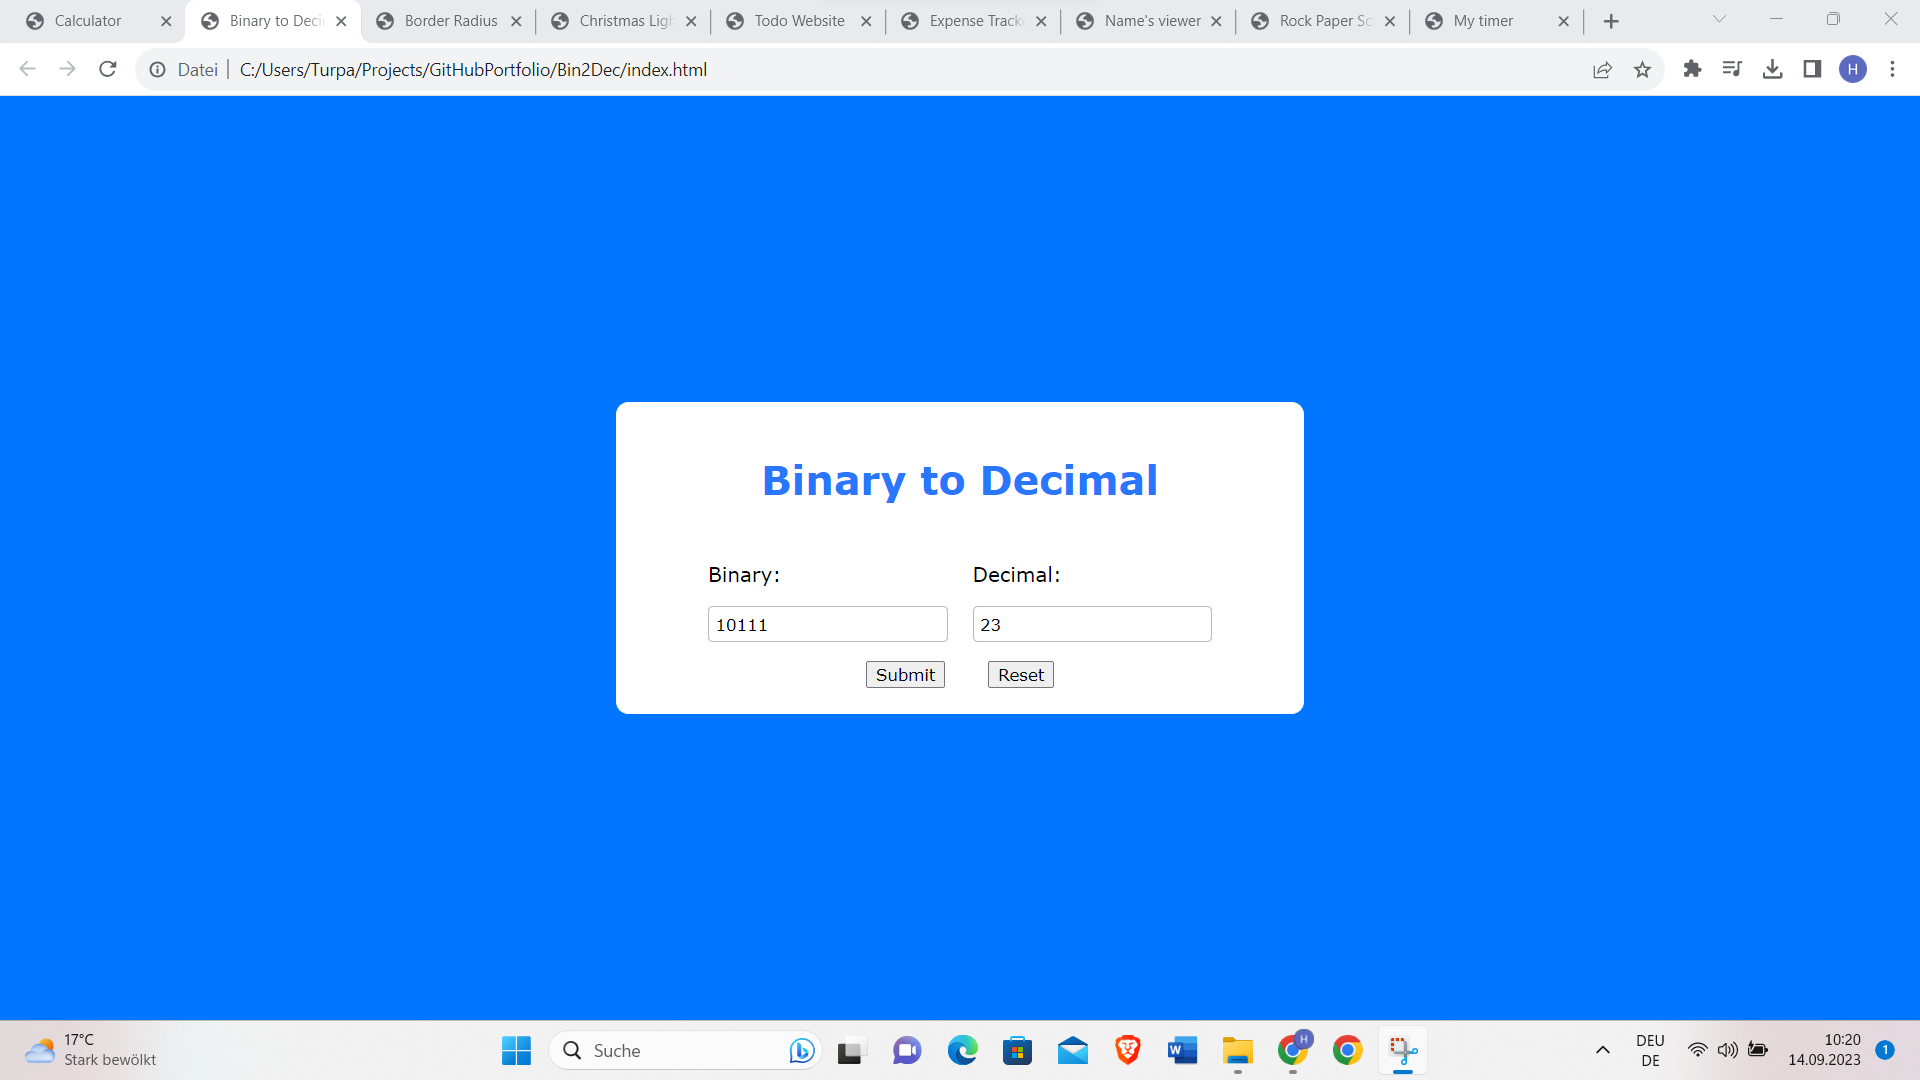 Calculator
Binary to Deci
Border Radius
Christmas Ligh
Todo Website
Expense Tracke
Name's viewer
Rock Paper Sc
My timer
Datei
C:/Users/Turpa/Projects/GitHubPortfolio/Bin2Dec/index.html
H
Binary to Decimal
Binary:
Decimal:
10111
23
Submit
Reset
17°C
Stark bewölkt
Suche
H
DEU
DE
10:20
14.09.2023
1